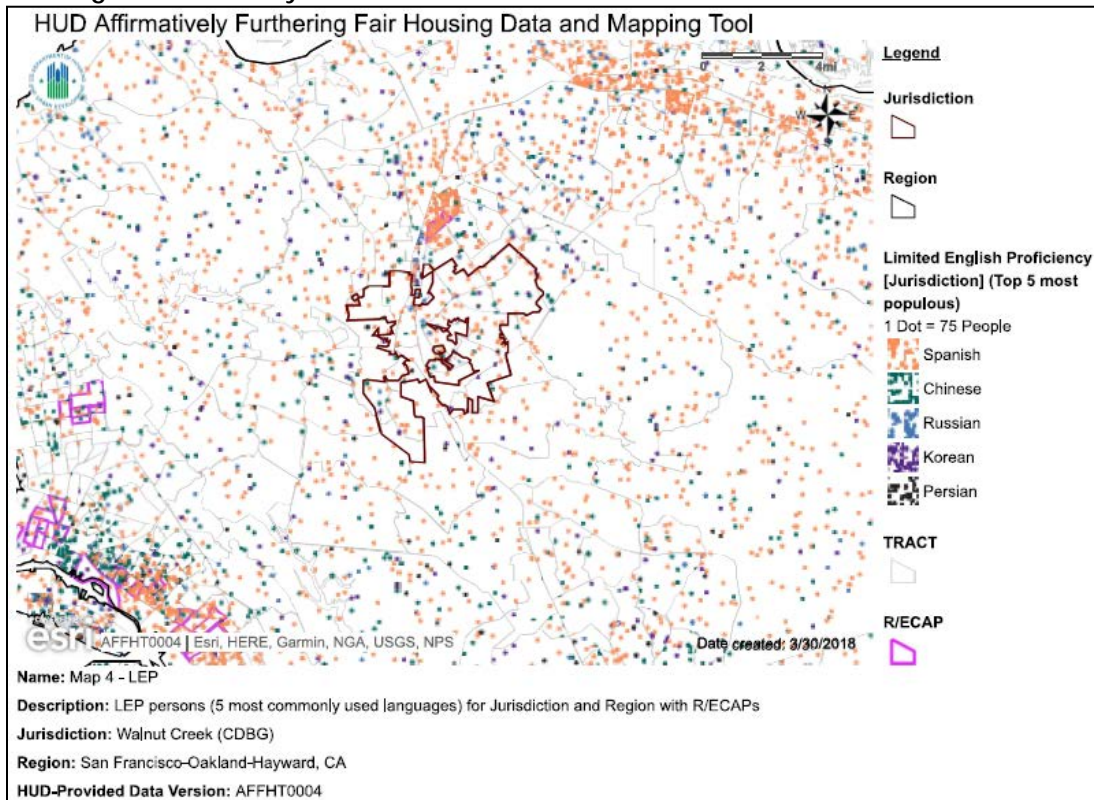 HUD Affirmatively Furthering Fair Housing Data and Mapping Tool
0 2 4mi
N
W E
Legend
Jurisdiction
Region
Limited English Proficiency
[Jurisdiction] (Top 5 most
populous)
1 Dot = 75 People
Spanish
Chinese
Russian
Korean
Persian
TRACT
R/ECAP
esri AFFHT0004 | Esri, HERE, Garmin, NGA, USGS, NPS
Date created: 3/30/2018
Name: Map 4 - LEP
Description: LEP persons (5 most commonly used languages) for Jurisdiction and Region with R/ECAPs
Jurisdiction: Walnut Creek (CDBG)
Region: San Francisco-Oakland-Hayward, CA
HUD-Provided Data Version: AFFHT0004